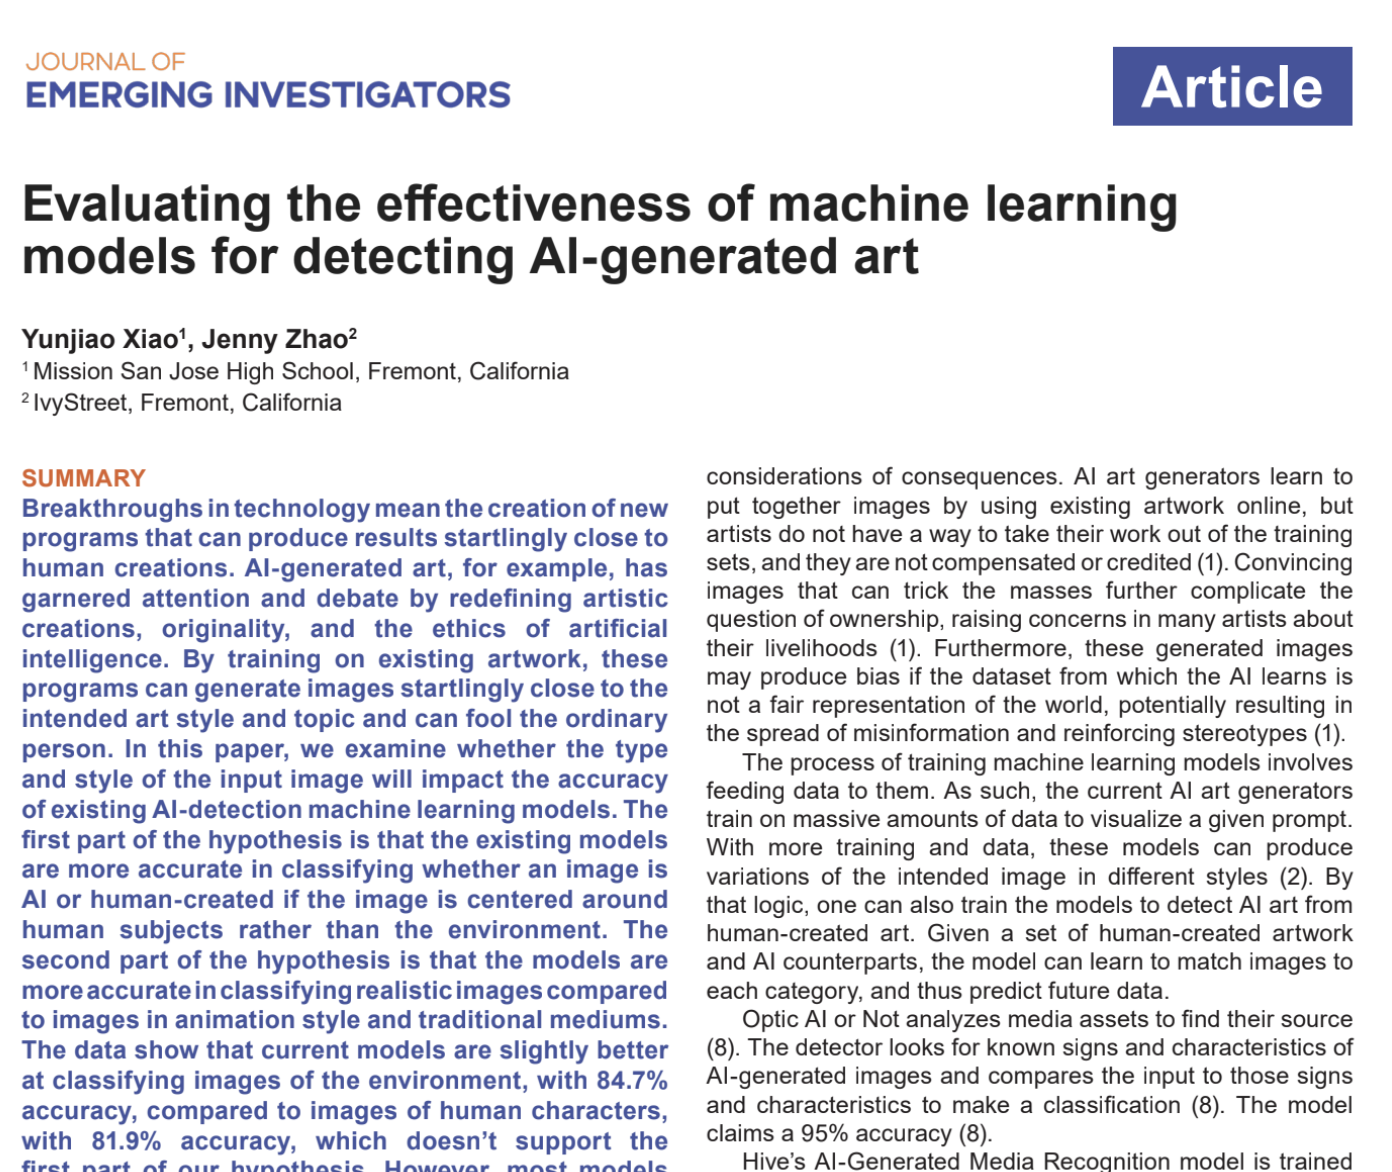 JOURNAL OF
EMERGING INVESTIGATORS
Article
Evaluating the effectiveness of machine learning
models for detecting AI-generated art
Yunjiao Xiao¹, Jenny Zhao²
¹ Mission San Jose High School, Fremont, California
² IvyStreet, Fremont, California
SUMMARY
Breakthroughs in technology mean the creation of new
programs that can produce results startlingly close to
human creations. AI-generated art, for example, has
garnered attention and debate by redefining artistic
creations, originality, and the ethics of artificial
intelligence. By training on existing artwork, these
programs can generate images startlingly close to the
intended art style and topic and can fool the ordinary
person. In this paper, we examine whether the type
and style of the input image will impact the accuracy
of existing AI-detection machine learning models. The
first part of the hypothesis is that the existing models
are more accurate in classifying whether an image is
AI or human-created if the image is centered around
human subjects rather than the environment. The
second part of the hypothesis is that the models are
more accurate in classifying realistic images compared
to images in animation style and traditional mediums.
The data show that current models are slightly better
at classifying images of the environment, with 84.7%
accuracy, compared to images of human characters,
with 81.9% accuracy, which doesn't support the
first part of our hypothesis. However, most models
considerations of consequences. AI art generators learn to
put together images by using existing artwork online, but
artists do not have a way to take their work out of the training
sets, and they are not compensated or credited (1). Convincing
images that can trick the masses further complicate the
question of ownership, raising concerns in many artists about
their livelihoods (1). Furthermore, these generated images
may produce bias if the dataset from which the AI learns is
not a fair representation of the world, potentially resulting in
the spread of misinformation and reinforcing stereotypes (1).
The process of training machine learning models involves
feeding data to them. As such, the current AI art generators
train on massive amounts of data to visualize a given prompt.
With more training and data, these models can produce
variations of the intended image in different styles (2). By
that logic, one can also train the models to detect AI art from
human-created art. Given a set of human-created artwork
and AI counterparts, the model can learn to match images to
each category, and thus predict future data.
Optic AI or Not analyzes media assets to find their source
(8). The detector looks for known signs and characteristics of
AI-generated images and compares the input to those signs
and characteristics to make a classification (8). The model
claims a 95% accuracy (8).
Hive's AI-Generated Media Recognition model is trained